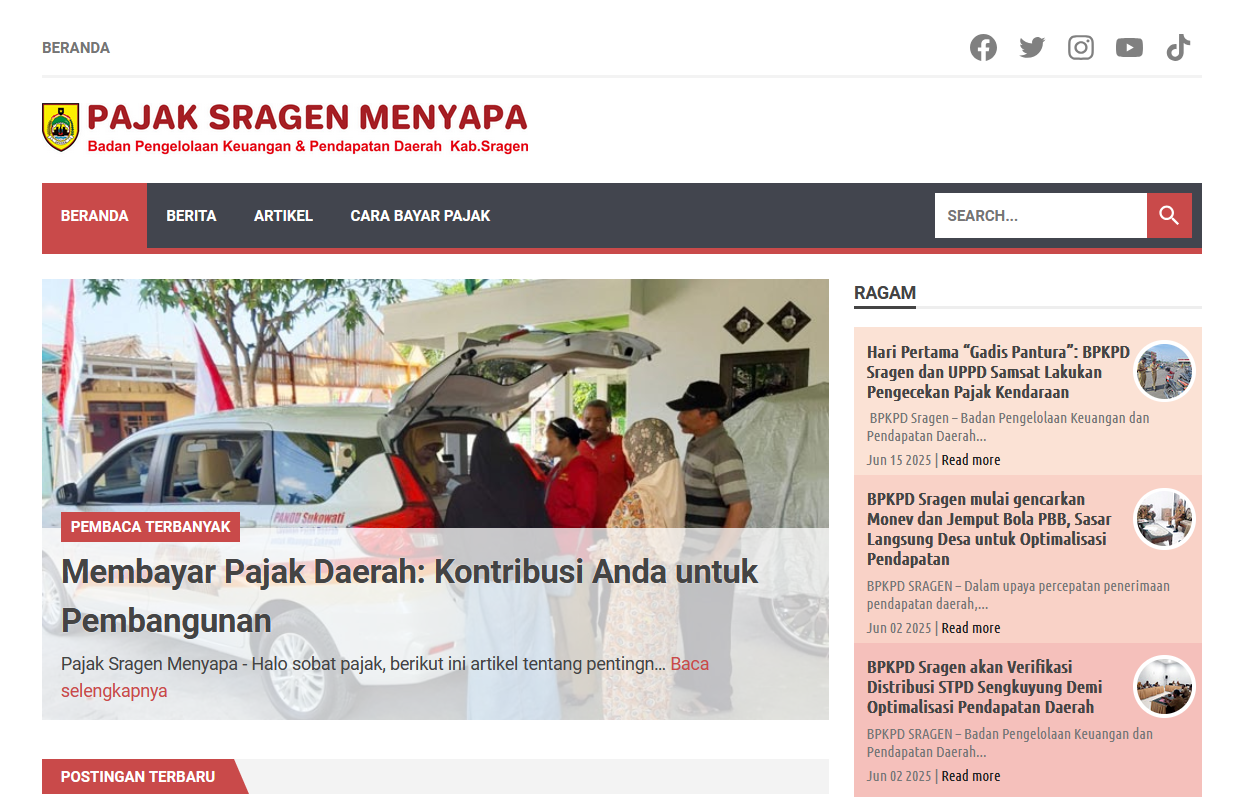 BERANDA
PAJAK SRAGEN MENYAPA
Badan Pengelolaan Keuangan & Pendapatan Daerah Kab.Sragen
BERANDA
BERITA
ARTIKEL
CARA BAYAR PAJAK
SEARCH...
PANDU Sukowati
PEMBACA TERBANYAK
Membayar Pajak Daerah: Kontribusi Anda untuk
Pembangunan
Pajak Sragen Menyapa - Halo sobat pajak, berikut ini artikel tentang pentingn... Baca
selengkapnya
POSTINGAN TERBARU
RAGAM
Hari Pertama “Gadis Pantura”: BPKPD
Sragen dan UPPD Samsat Lakukan
Pengecekan Pajak Kendaraan
BPKPD Sragen – Badan Pengelolaan Keuangan dan
Pendapatan Daerah...
Jun 15 2025 | Read more
BPKPD Sragen mulai gencarkan
Monev dan Jemput Bola PBB, Sasar
Langsung Desa untuk Optimalisasi
Pendapatan
BPKPD SRAGEN – Dalam upaya percepatan penerimaan
pendapatan daerah,...
Jun 02 2025 | Read more
BPKPD Sragen akan Verifikasi
Distribusi STPD Sengkuyung Demi
Optimalisasi Pendapatan Daerah
BPKPD SRAGEN – Badan Pengelolaan Keuangan dan
Pendapatan Daerah...
Jun 02 2025 | Read more